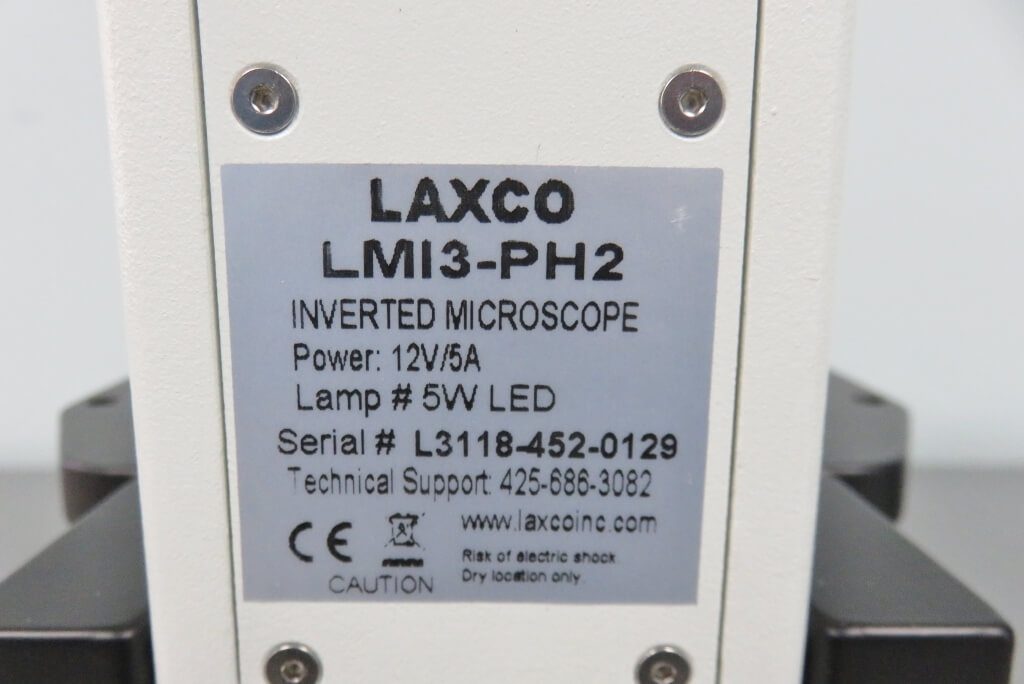 LAXCO
LMI3-PH2
INVERTED MICROSCOPE
Power: 12V/5A
Lamp # 5W LED
Serial # L3118-452-0129
Technical Support: 425-686-3082
CE
www.laxcoinc.com
Risk of electric shock.
Dry location only.
CAUTION